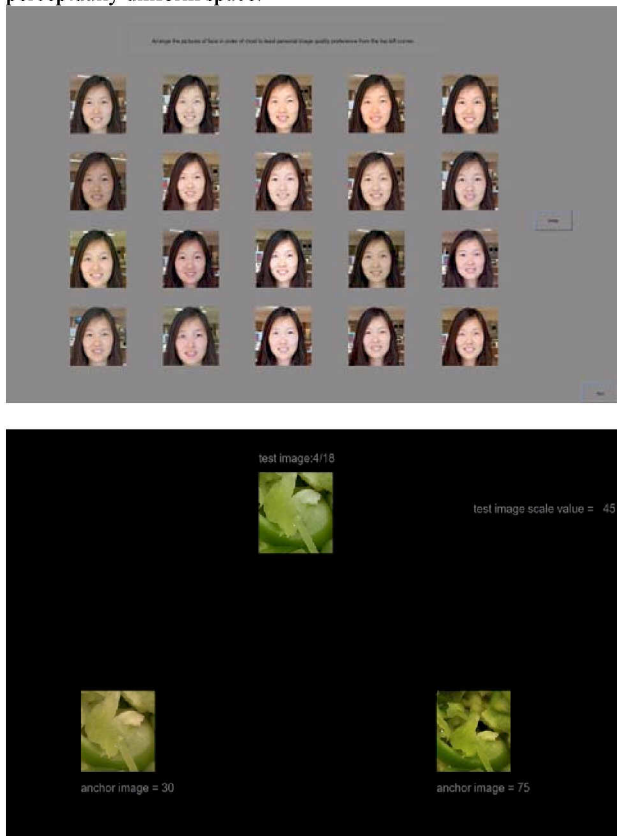 perceptually uniform space.
Arrange the pictures of face in order of most to least personal image quality preference from the top left corner.
test image:4/18
test image scale value = 45
anchor image = 30
anchor image = 75